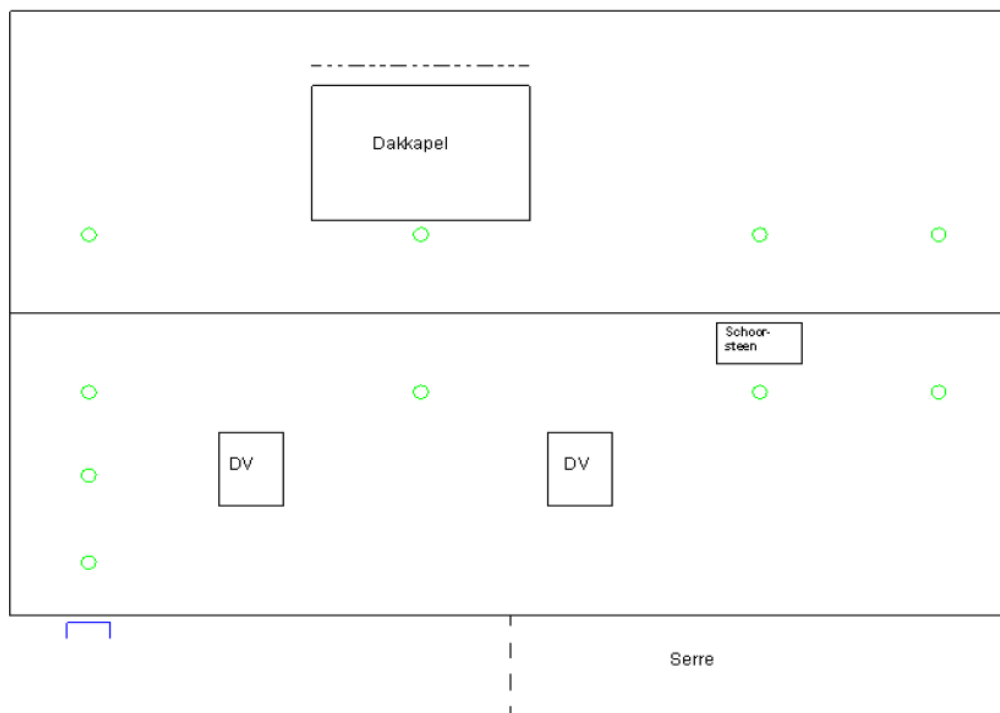 Dakkapel
Schoor-
steen
DV
DV
Serre